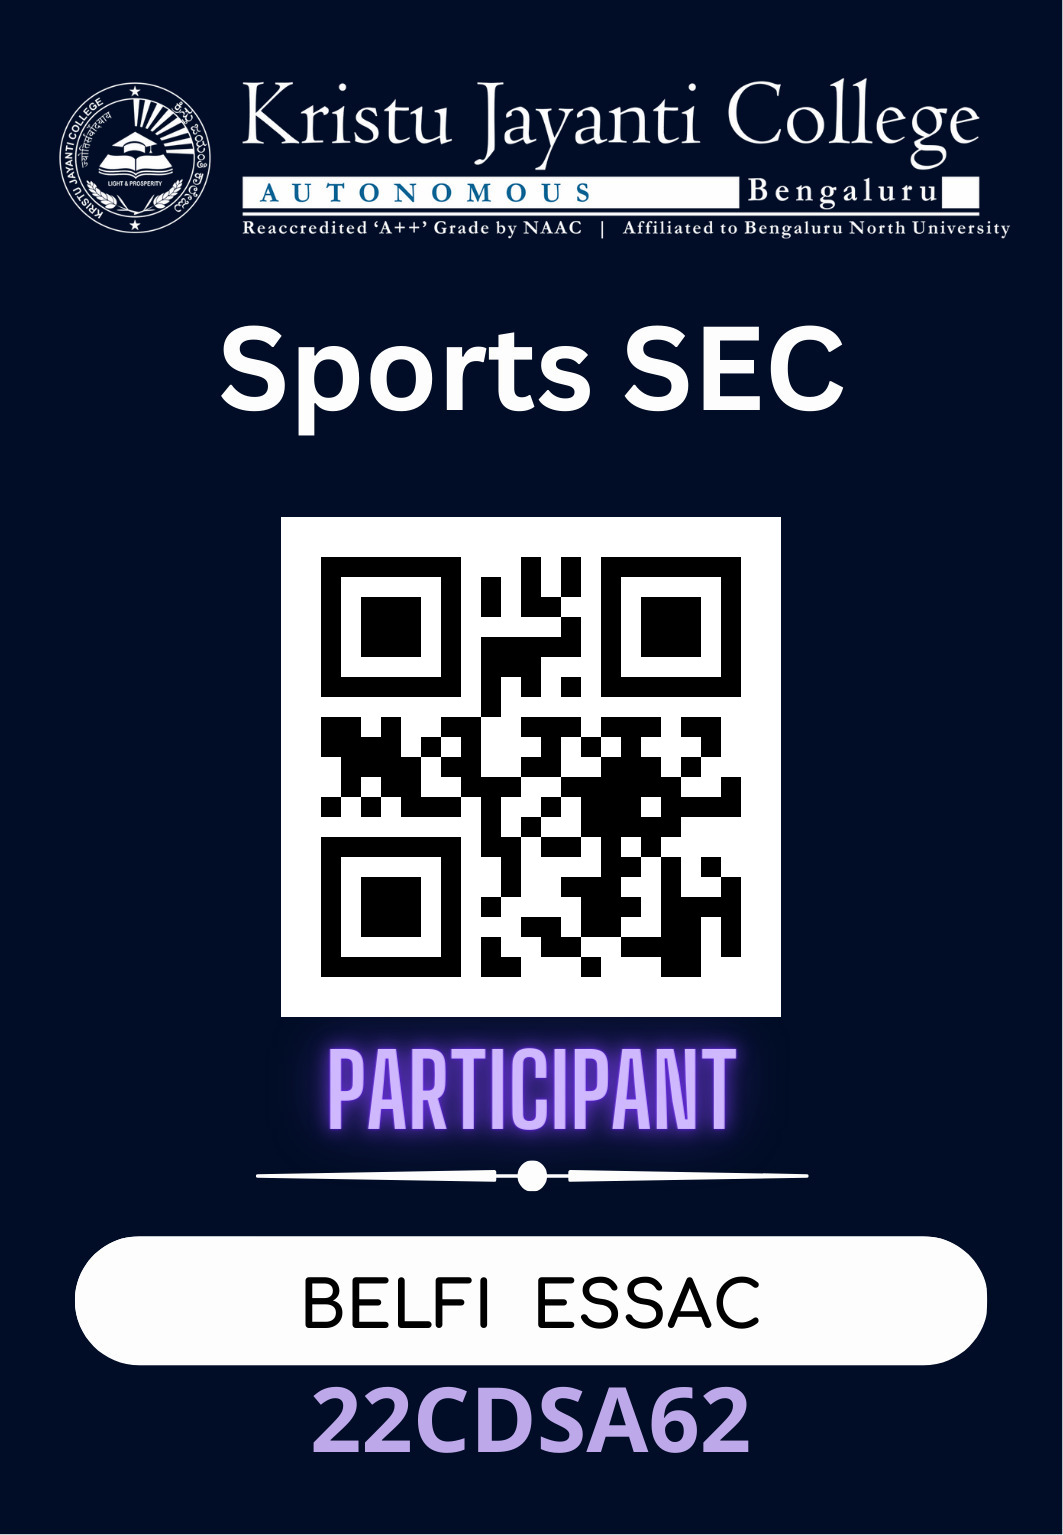 KRISTU JAYANTI COLLEGE
ಕ್ರಿಸ್ತು ಜಯಂತಿ ಕಾಲೇಜು
LIGHT & PROSPERITY
Kristu Jayanti College
AUTONOMOUS Bengaluru
Reaccredited ‘A++’ Grade by NAAC | Affiliated to Bengaluru North University
Sports SEC
PARTICIPANT
BELFI ESSAC
22CDSA62